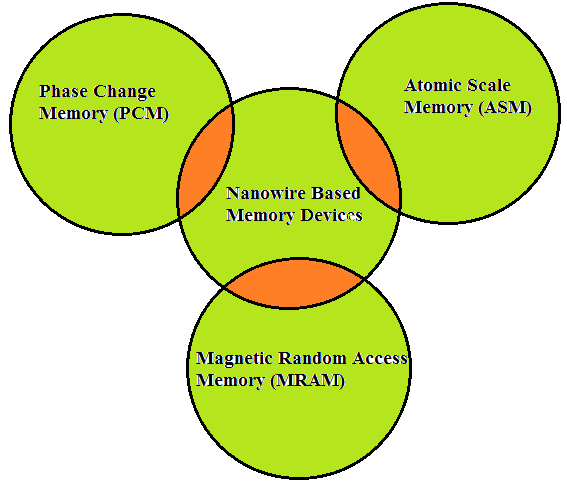 Phase Change
Memory (PCM)
Atomic Scale
Memory (ASM)
Nanowire Based
Memory Devices
Magnetic Random Access
Memory (MRAM)